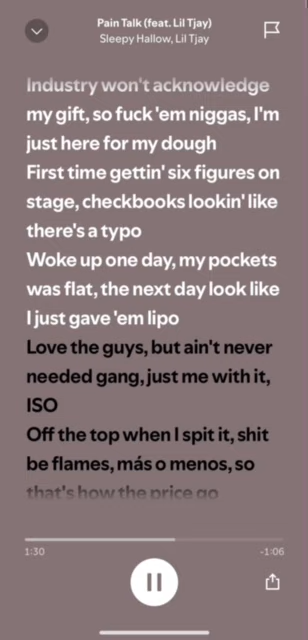 Pain Talk (feat. Lil Tjay)
Sleepy Hallow, Lil Tjay
Industry won't acknowledge
my gift, so fuck 'em niggas, I'm
just here for my dough
First time gettin' six figures on
stage, checkbooks lookin' like
there's a typo
Woke up one day, my pockets
was flat, the next day look like
I just gave 'em lipo
Love the guys, but ain't never
needed gang, just me with it,
ISO
Off the top when I spit it, shit
be flames, más o menos, so
that's how the price go
1:30
-1:06